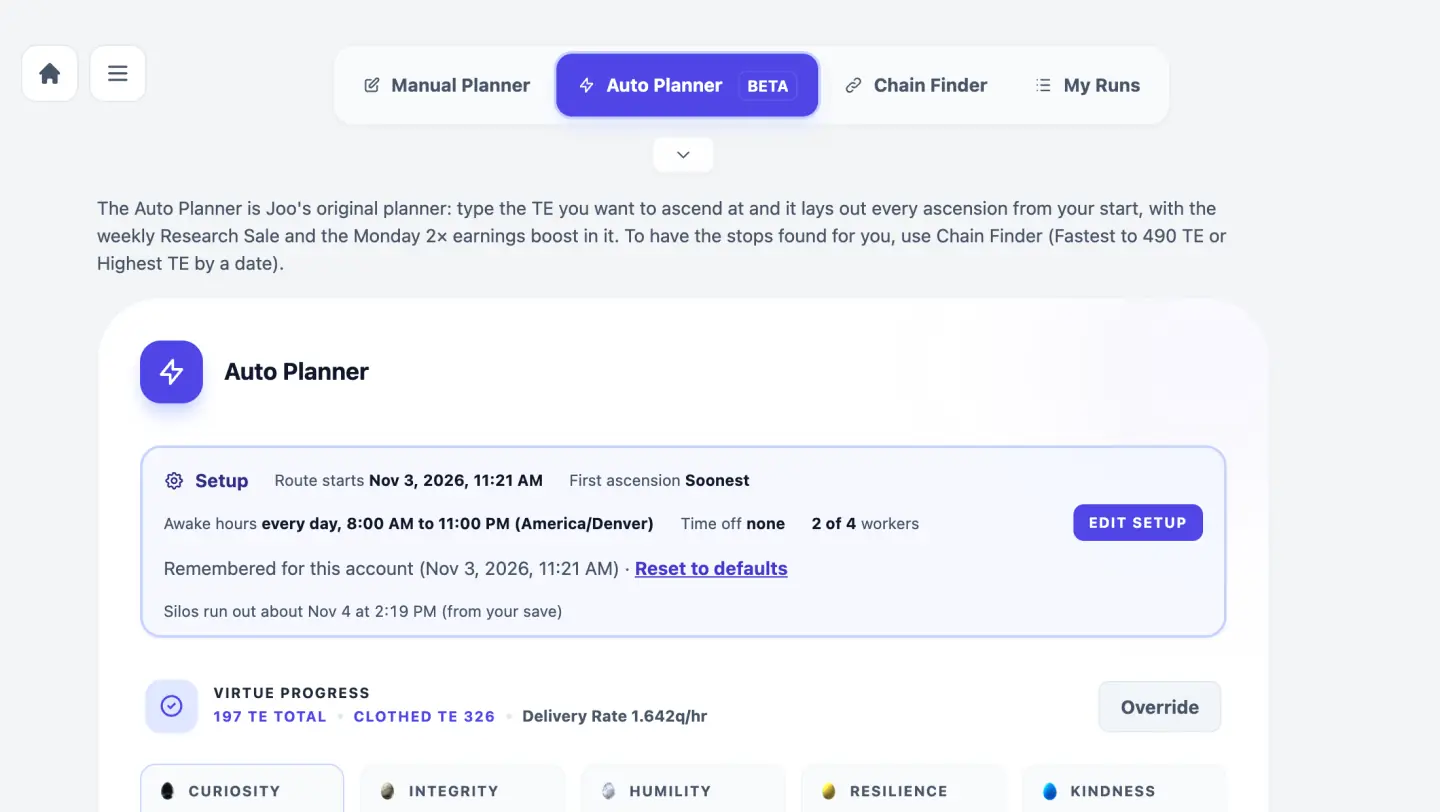 Manual Planner
Auto Planner BETA
Chain Finder
My Runs
The Auto Planner is Joo's original planner: type the TE you want to ascend at and it lays out every ascension from your start, with the
weekly Research Sale and the Monday 2× earnings boost in it. To have the stops found for you, use Chain Finder (Fastest to 490 TE or
Highest TE by a date).
Auto Planner
Setup Route starts Nov 3, 2026, 11:21 AM First ascension Soonest
Awake hours every day, 8:00 AM to 11:00 PM (America/Denver) Time off none 2 of 4 workers
EDIT SETUP
Remembered for this account (Nov 3, 2026, 11:21 AM) · Reset to defaults
Silos run out about Nov 4 at 2:19 PM (from your save)
VIRTUE PROGRESS
197 TE TOTAL • CLOTHED TE 326 • Delivery Rate 1.642q/hr
Override
CURIOSITY
INTEGRITY
HUMILITY
RESILIENCE
KINDNESS